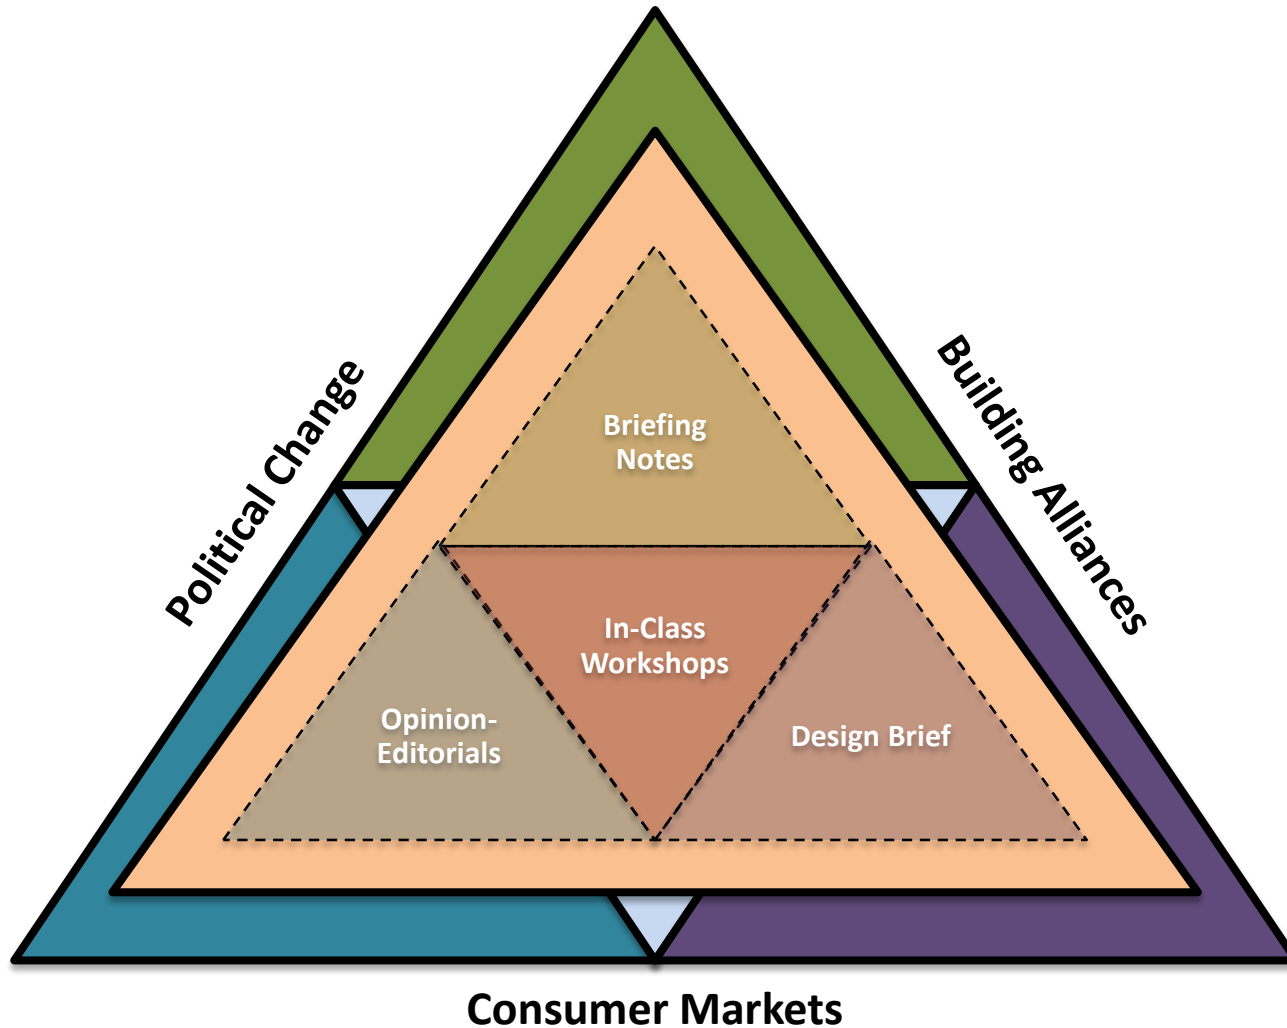 Political Change
Building Alliances
Briefing
Notes
In-Class
Workshops
Opinion-
Editorials
Design Brief
Consumer Markets